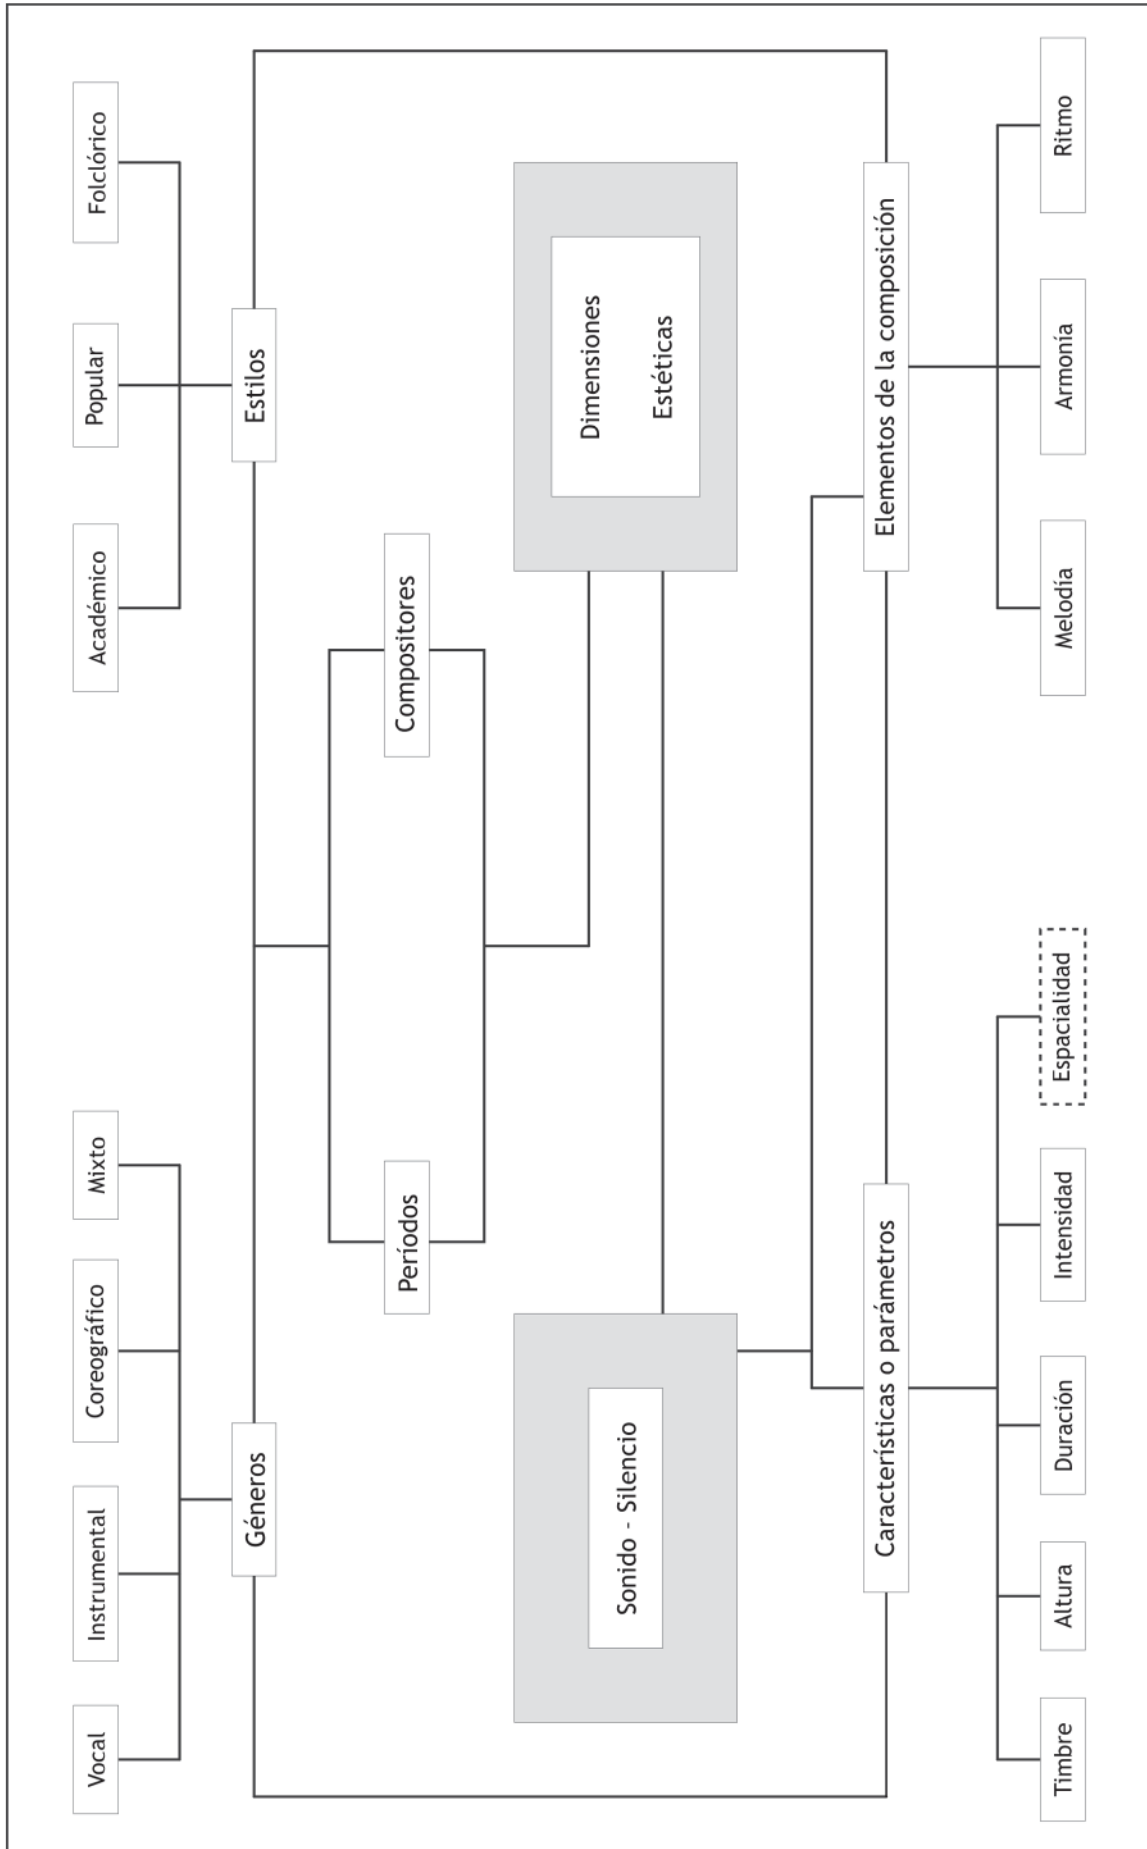 Vocal
Instrumental
Coreográfico
Mixto
Académico
Popular
Folclórico
Géneros
Estilos
Períodos
Compositores
Sonido - Silencio
Dimensiones
Estéticas
Características o parámetros
Elementos de la composición
Timbre
Altura
Duración
Intensidad
Espacialidad
Melodía
Armonía
Ritmo